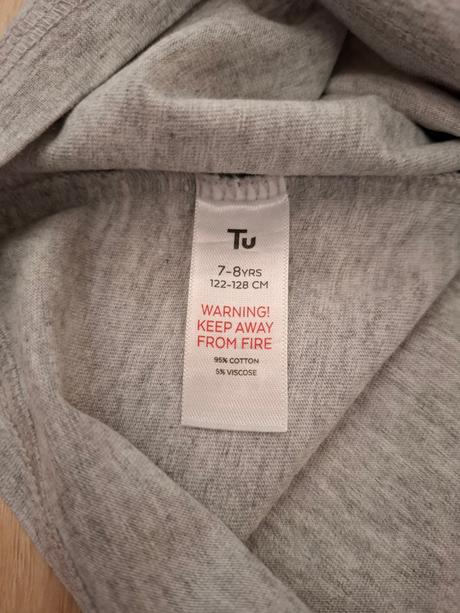 Tu
7-8YRS
122-128 CM
WARNING!
KEEP AWAY
FROM FIRE
95% COTTON
5% VISCOSE